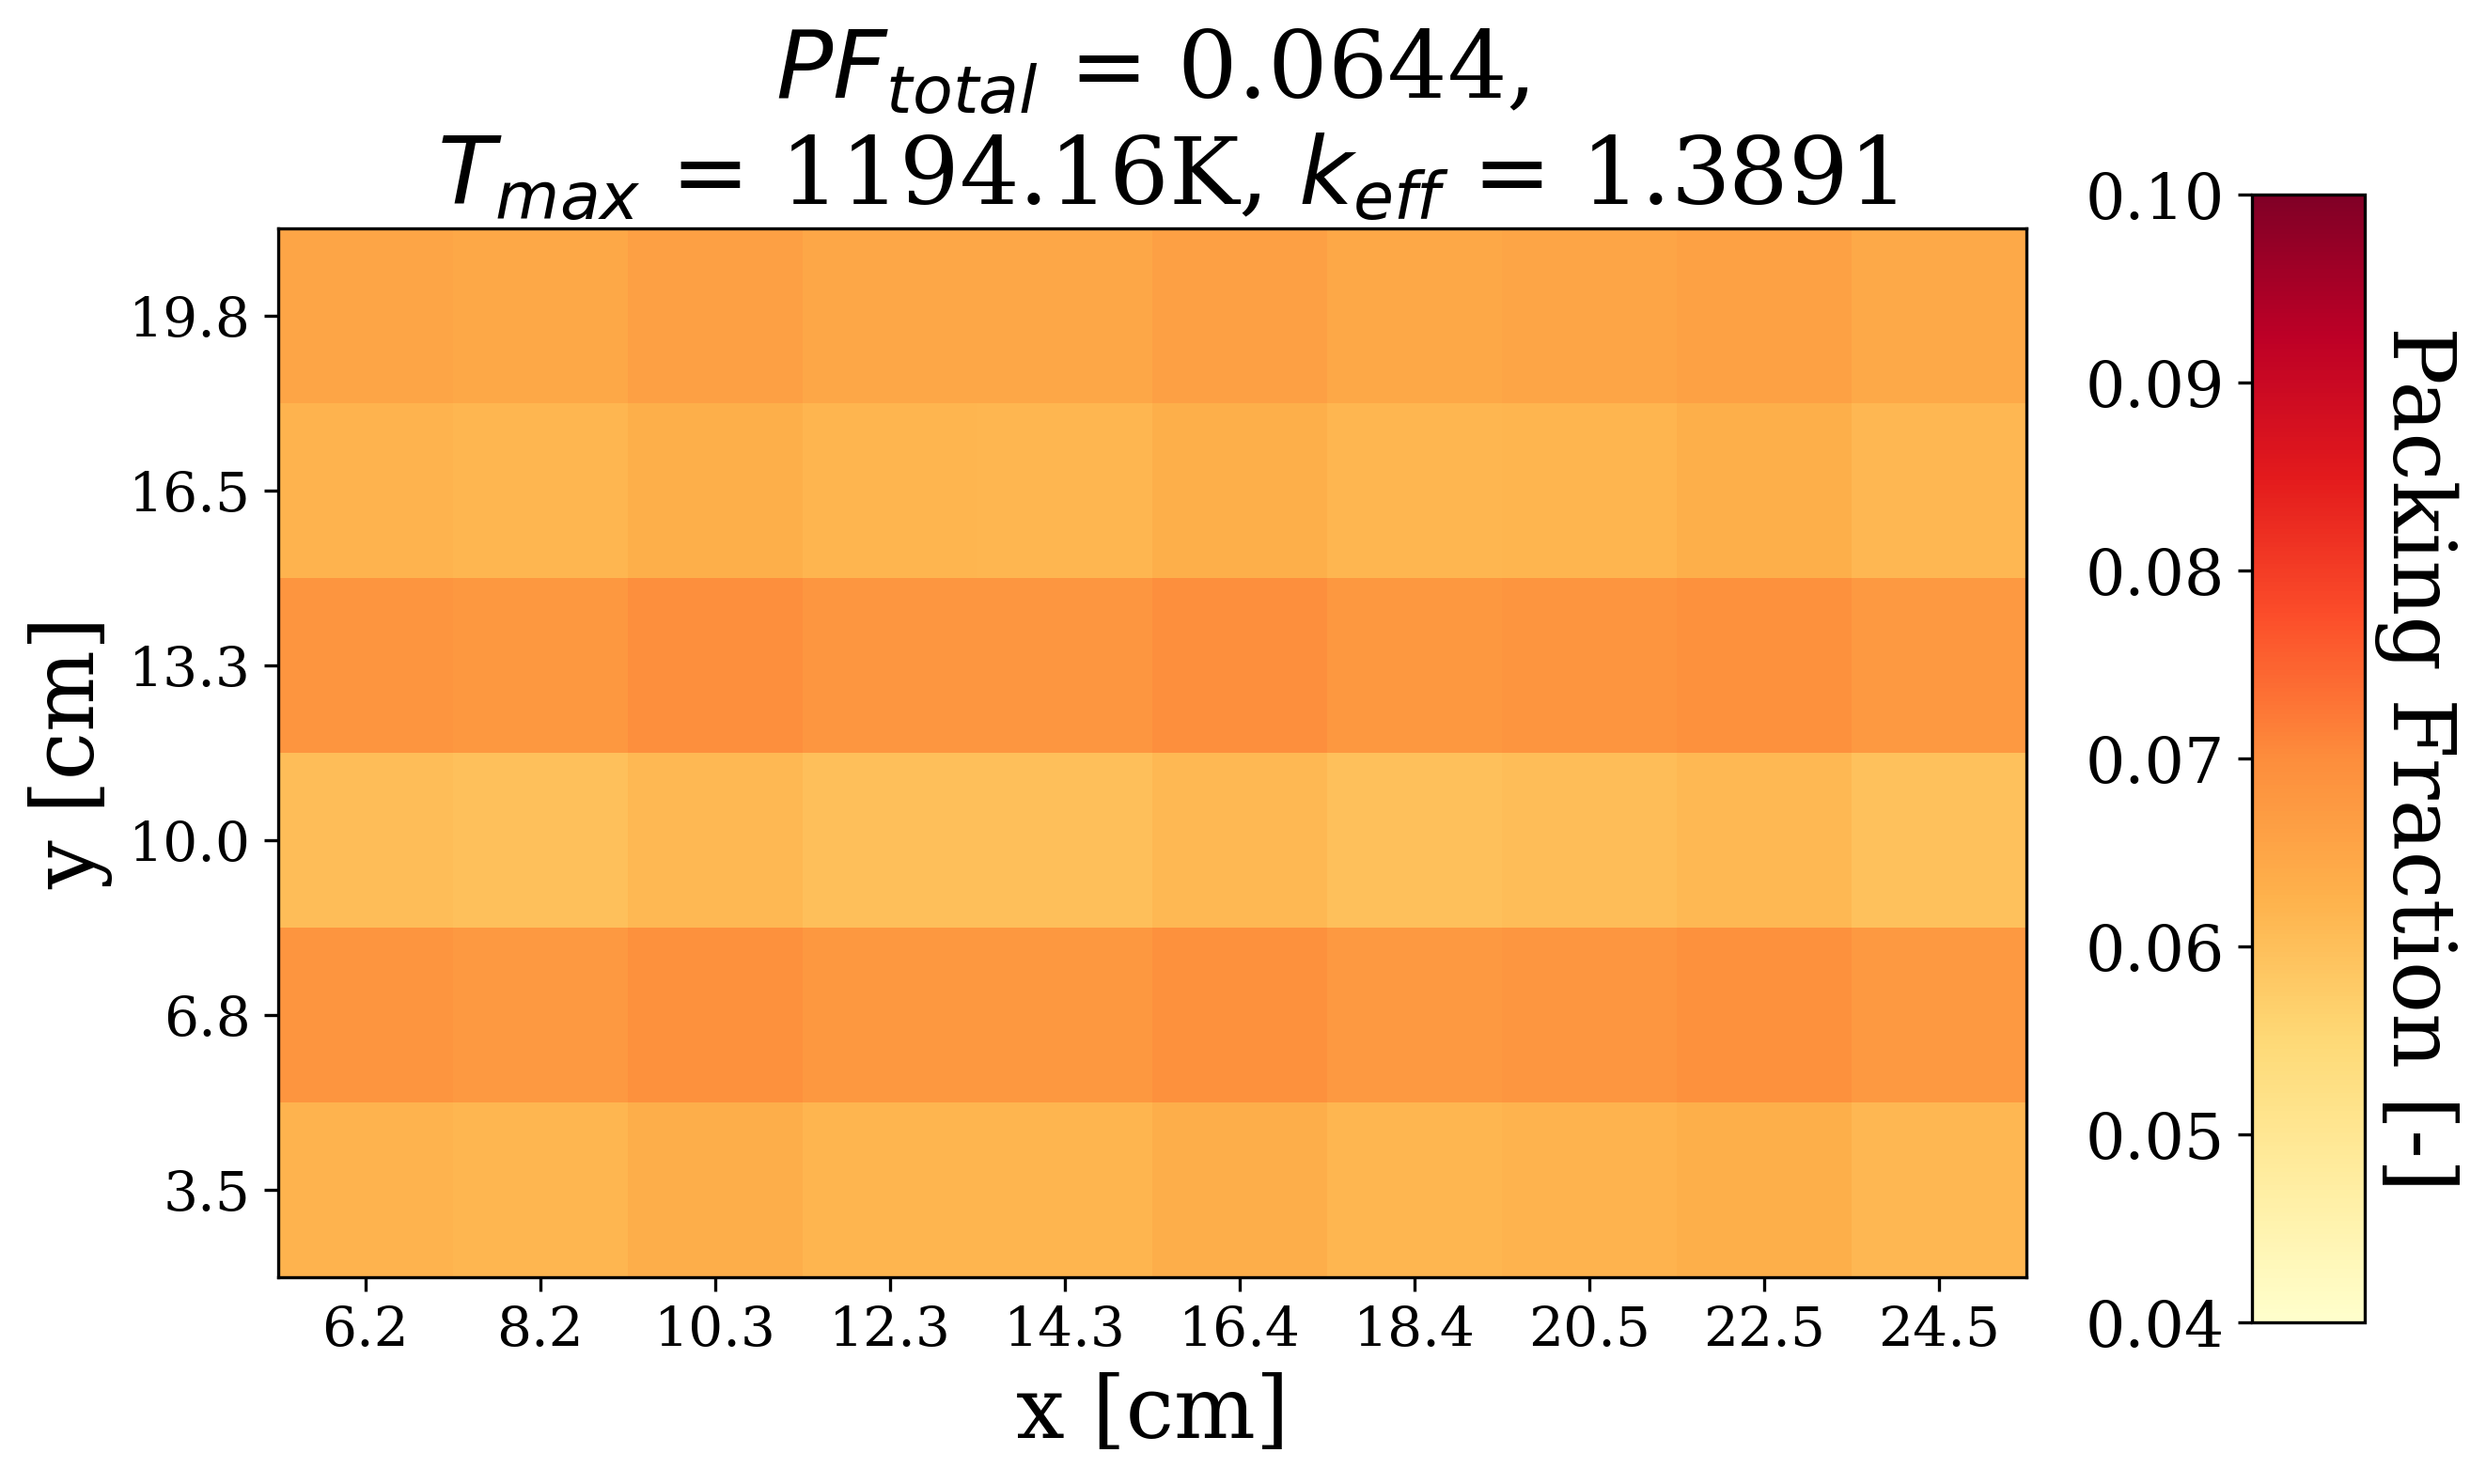 PF_total = 0.0644,
T_max = 1194.16K, k_eff = 1.3891
0.10
0.09
0.08
0.07
0.06
0.05
0.04
Packing Fraction [-]
19.8
16.5
13.3
10.0
6.8
3.5
y [cm]
6.2 8.2 10.3 12.3 14.3 16.4 18.4 20.5 22.5 24.5
x [cm]